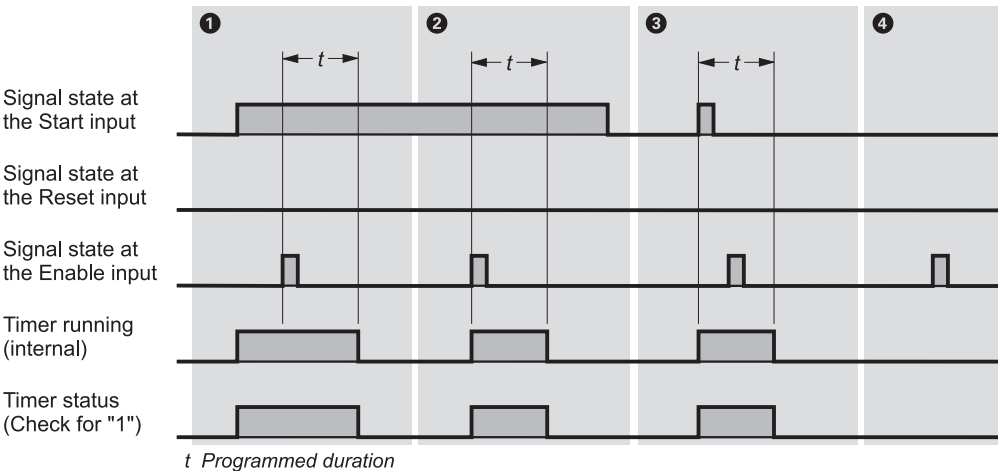 1
2
3
4
t
t
t
Signal state at
the Start input
Signal state at
the Reset input
Signal state at
the Enable input
Timer running
(internal)
Timer status
(Check for "1")
t Programmed duration